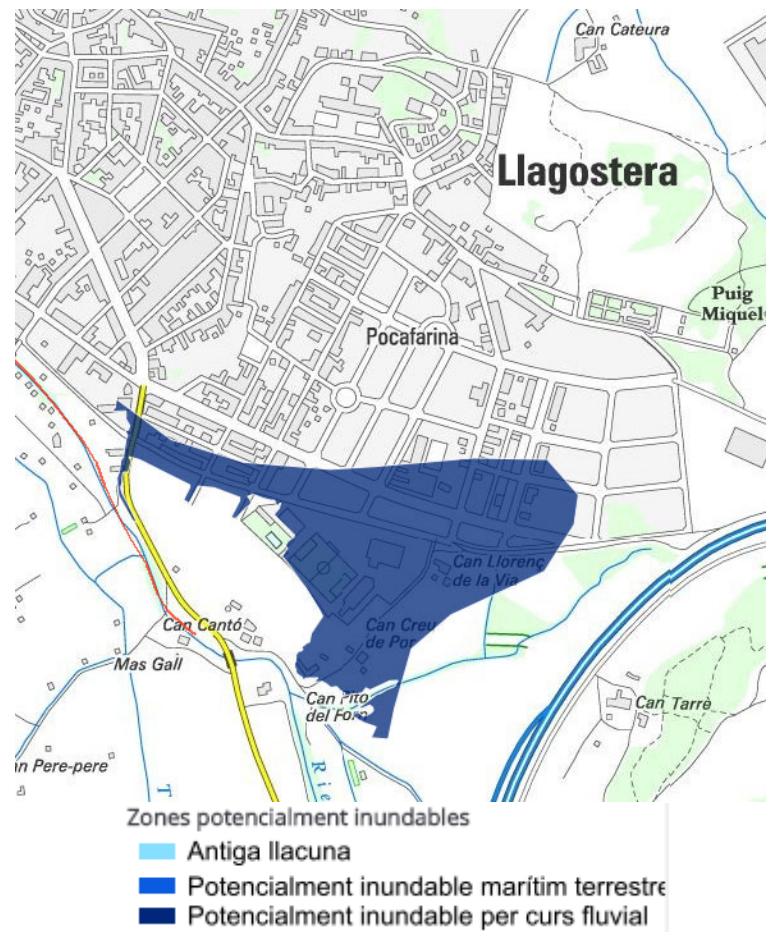 Can Cateura
Llagostera
Puig
Miquel
Pocafarina
Can Llorenç
de la Via
Can Creu
de Por
Can Cantó
Mas Gall
Can Pito
del Forn
Can Tarrè
n Pere-pere
T
Rie
Zones potencialment inundables
Antiga llacuna
Potencialment inundable marítim terrestre
Potencialment inundable per curs fluvial